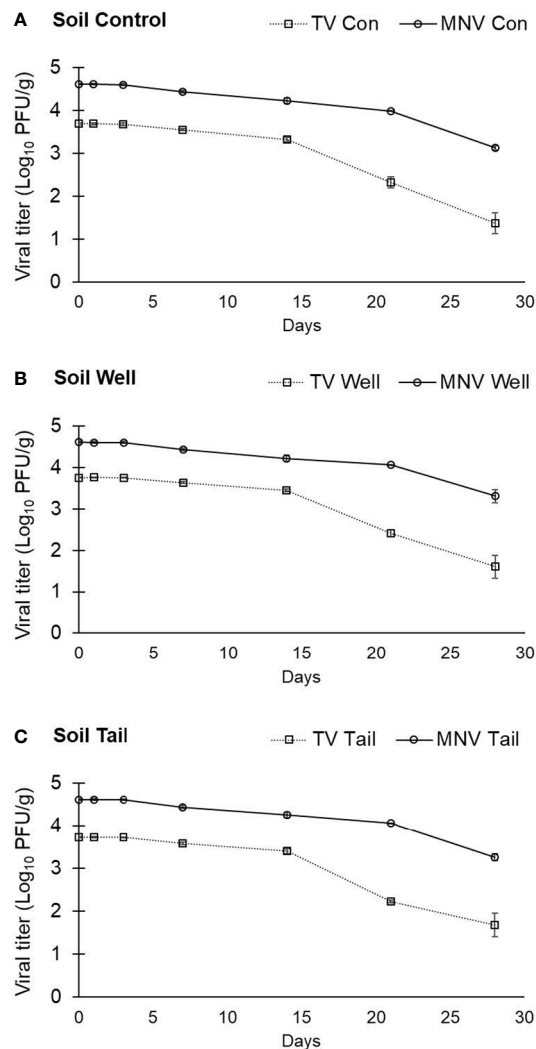 A Soil Control
TV Con MNV Con
Viral titer (Log₁₀ PFU/g)
5
4
3
2
1
0
0 5 10 15 20 25 30
Days
B Soil Well
TV Well MNV Well
Viral titer (Log₁₀ PFU/g)
5
4
3
2
1
0
0 5 10 15 20 25 30
Days
C Soil Tail
TV Tail MNV Tail
Viral titer (Log₁₀ PFU/g)
5
4
3
2
1
0
0 5 10 15 20 25 30
Days